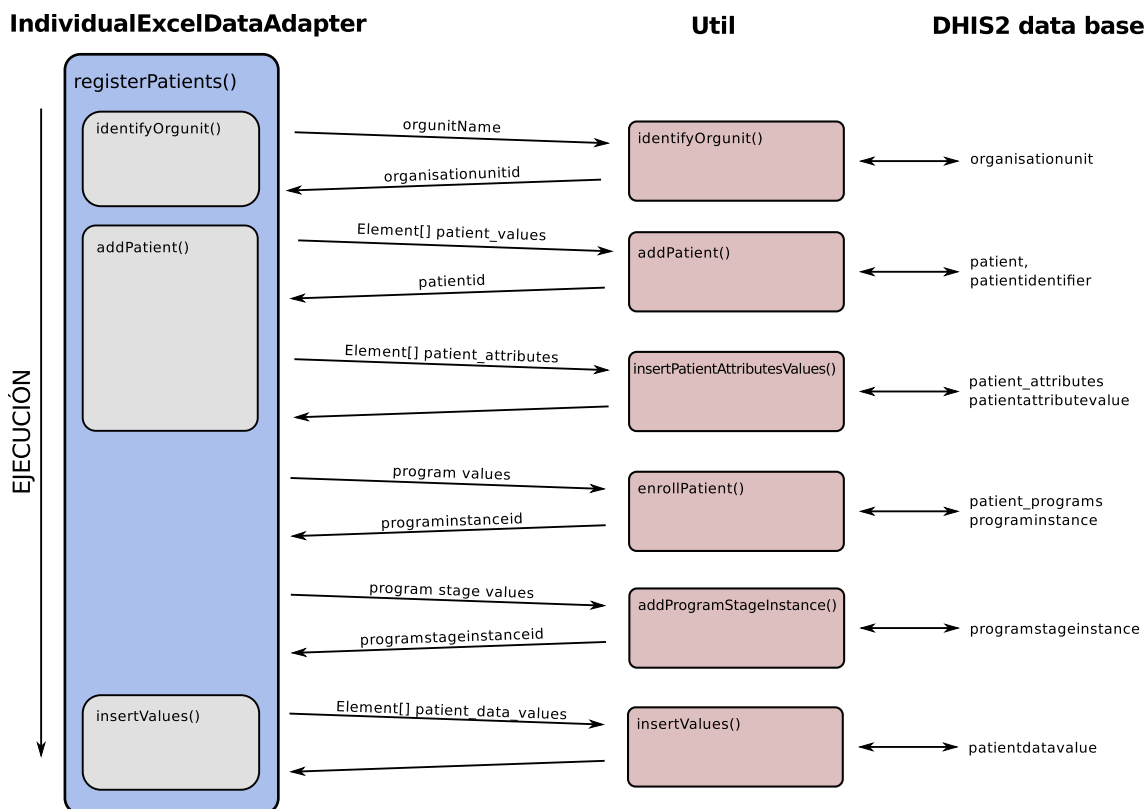 IndividualExcelDataAdapter
Util
DHIS2 data base
registerPatients()
identifyOrgunit()
orgunitName
identifyOrgunit()
organisationunit
organisationunitid
addPatient()
Element[] patient_values
addPatient()
patient,
patientidentifier
patientid
Element[] patient_attributes
insertPatientAttributesValues()
patient_attributes
patientattributevalue
EJECUCIÓN
program values
enrollPatient()
patient_programs
programinstance
programinstanceid
program stage values
addProgramStageInstance()
programstageinstance
programstageinstanceid
insertValues()
Element[] patient_data_values
insertValues()
patientdatavalue